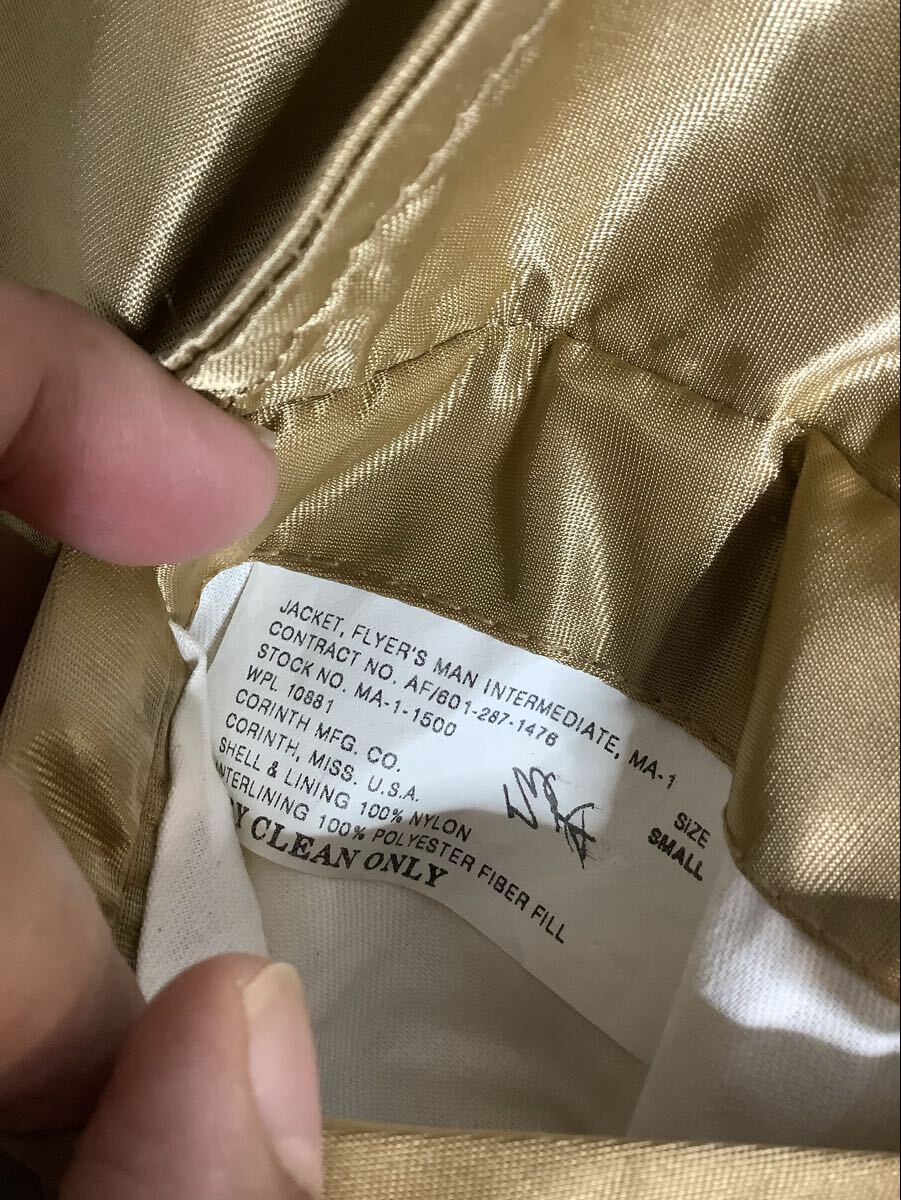 JACKET, FLYER'S MAN INTERMEDIATE, MA-1
CONTRACT NO. AF/601-287-1476
STOCK NO. MA-1-1500
WPL 10881
CORINTH MFG. CO.
CORINTH, MISS. U.S.A.
SHELL & LINING 100% NYLON
INTERLINING 100% POLYESTER FIBER FILL
RY CLEAN ONLY
SIZE
SMALL